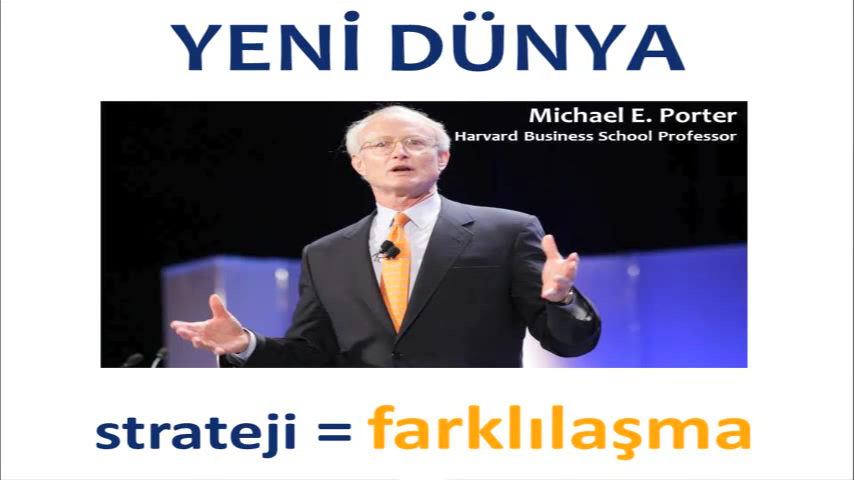 YENİ DÜNYA
Michael E. Porter
Harvard Business School Professor
strateji = farklılaşma